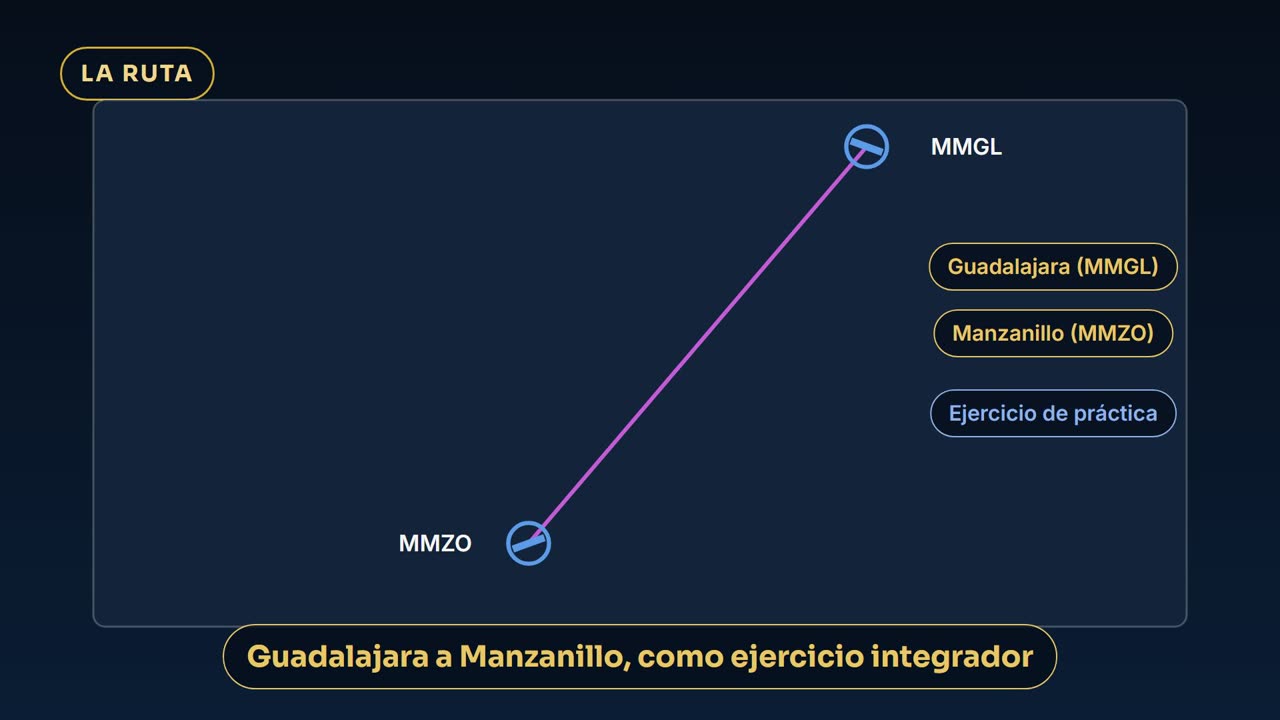 LA RUTA
MMGL
Guadalajara (MMGL)
Manzanillo (MMZO)
Ejercicio de práctica
MMZO
Guadalajara a Manzanillo, como ejercicio integrador